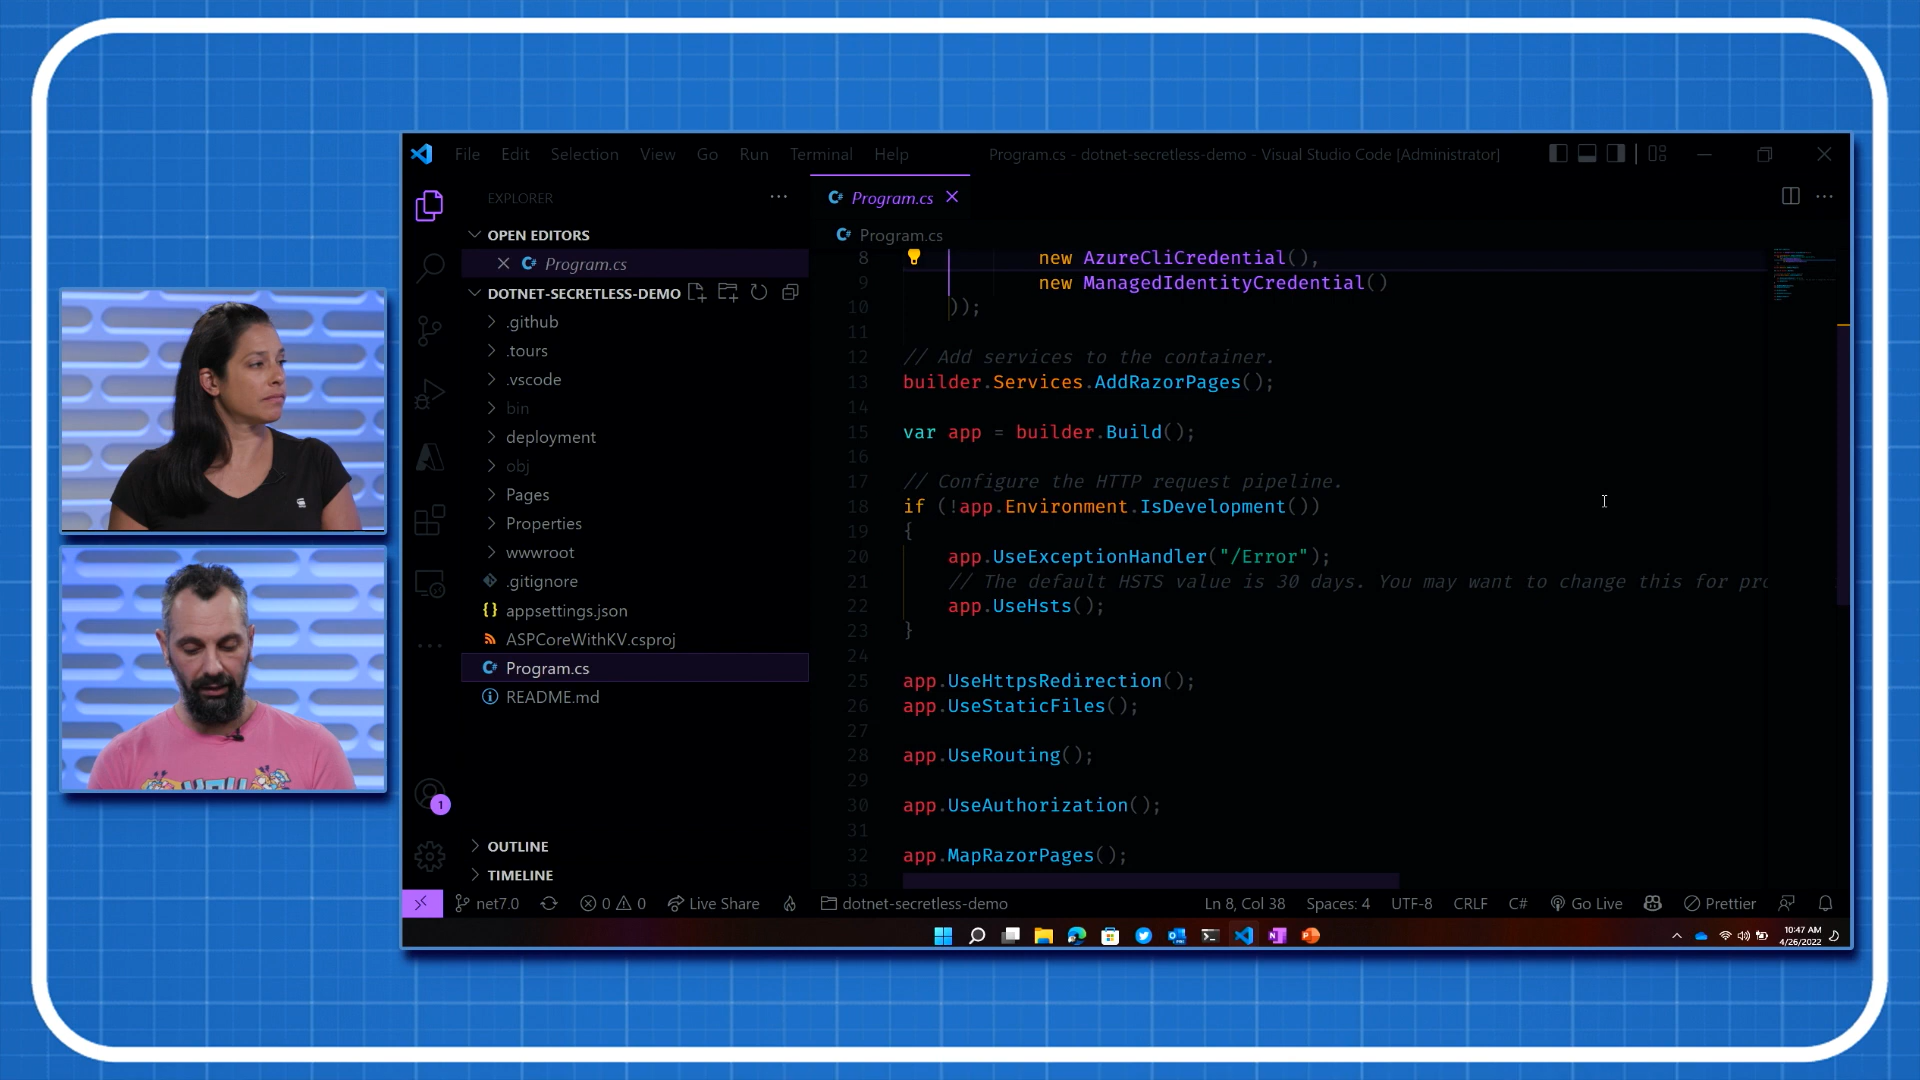 File Edit Selection View Go Run Terminal Help
Program.cs - dotnet-secretless-demo - Visual Studio Code [Administrator]
EXPLORER
OPEN EDITORS
Program.cs
DOTNET-SECRETLESS-DEMO
.github
.tours
.vscode
bin
deployment
obj
Pages
Properties
wwwroot
.gitignore
appsettings.json
ASPCoreWithKV.csproj
Program.cs
README.md
OUTLINE
TIMELINE
1
Program.cs
Program.cs
8 new AzureCliCredential(),
9 new ManagedIdentityCredential()
10 ));
11
12 // Add services to the container.
13 builder.Services.AddRazorPages();
14
15 var app = builder.Build();
16
17 // Configure the HTTP request pipeline.
18 if (!app.Environment.IsDevelopment())
19 {
20 app.UseExceptionHandler("/Error");
21 // The default HSTS value is 30 days. You may want to change this for pro
22 app.UseHsts();
23 }
24
25 app.UseHttpsRedirection();
26 app.UseStaticFiles();
27
28 app.UseRouting();
29
30 app.UseAuthorization();
31
32 app.MapRazorPages();
33
net7.0 0 0 Live Share dotnet-secretless-demo Ln 8, Col 38 Spaces: 4 UTF-8 CRLF C# Go Live Prettier
10:47 AM
4/26/2022